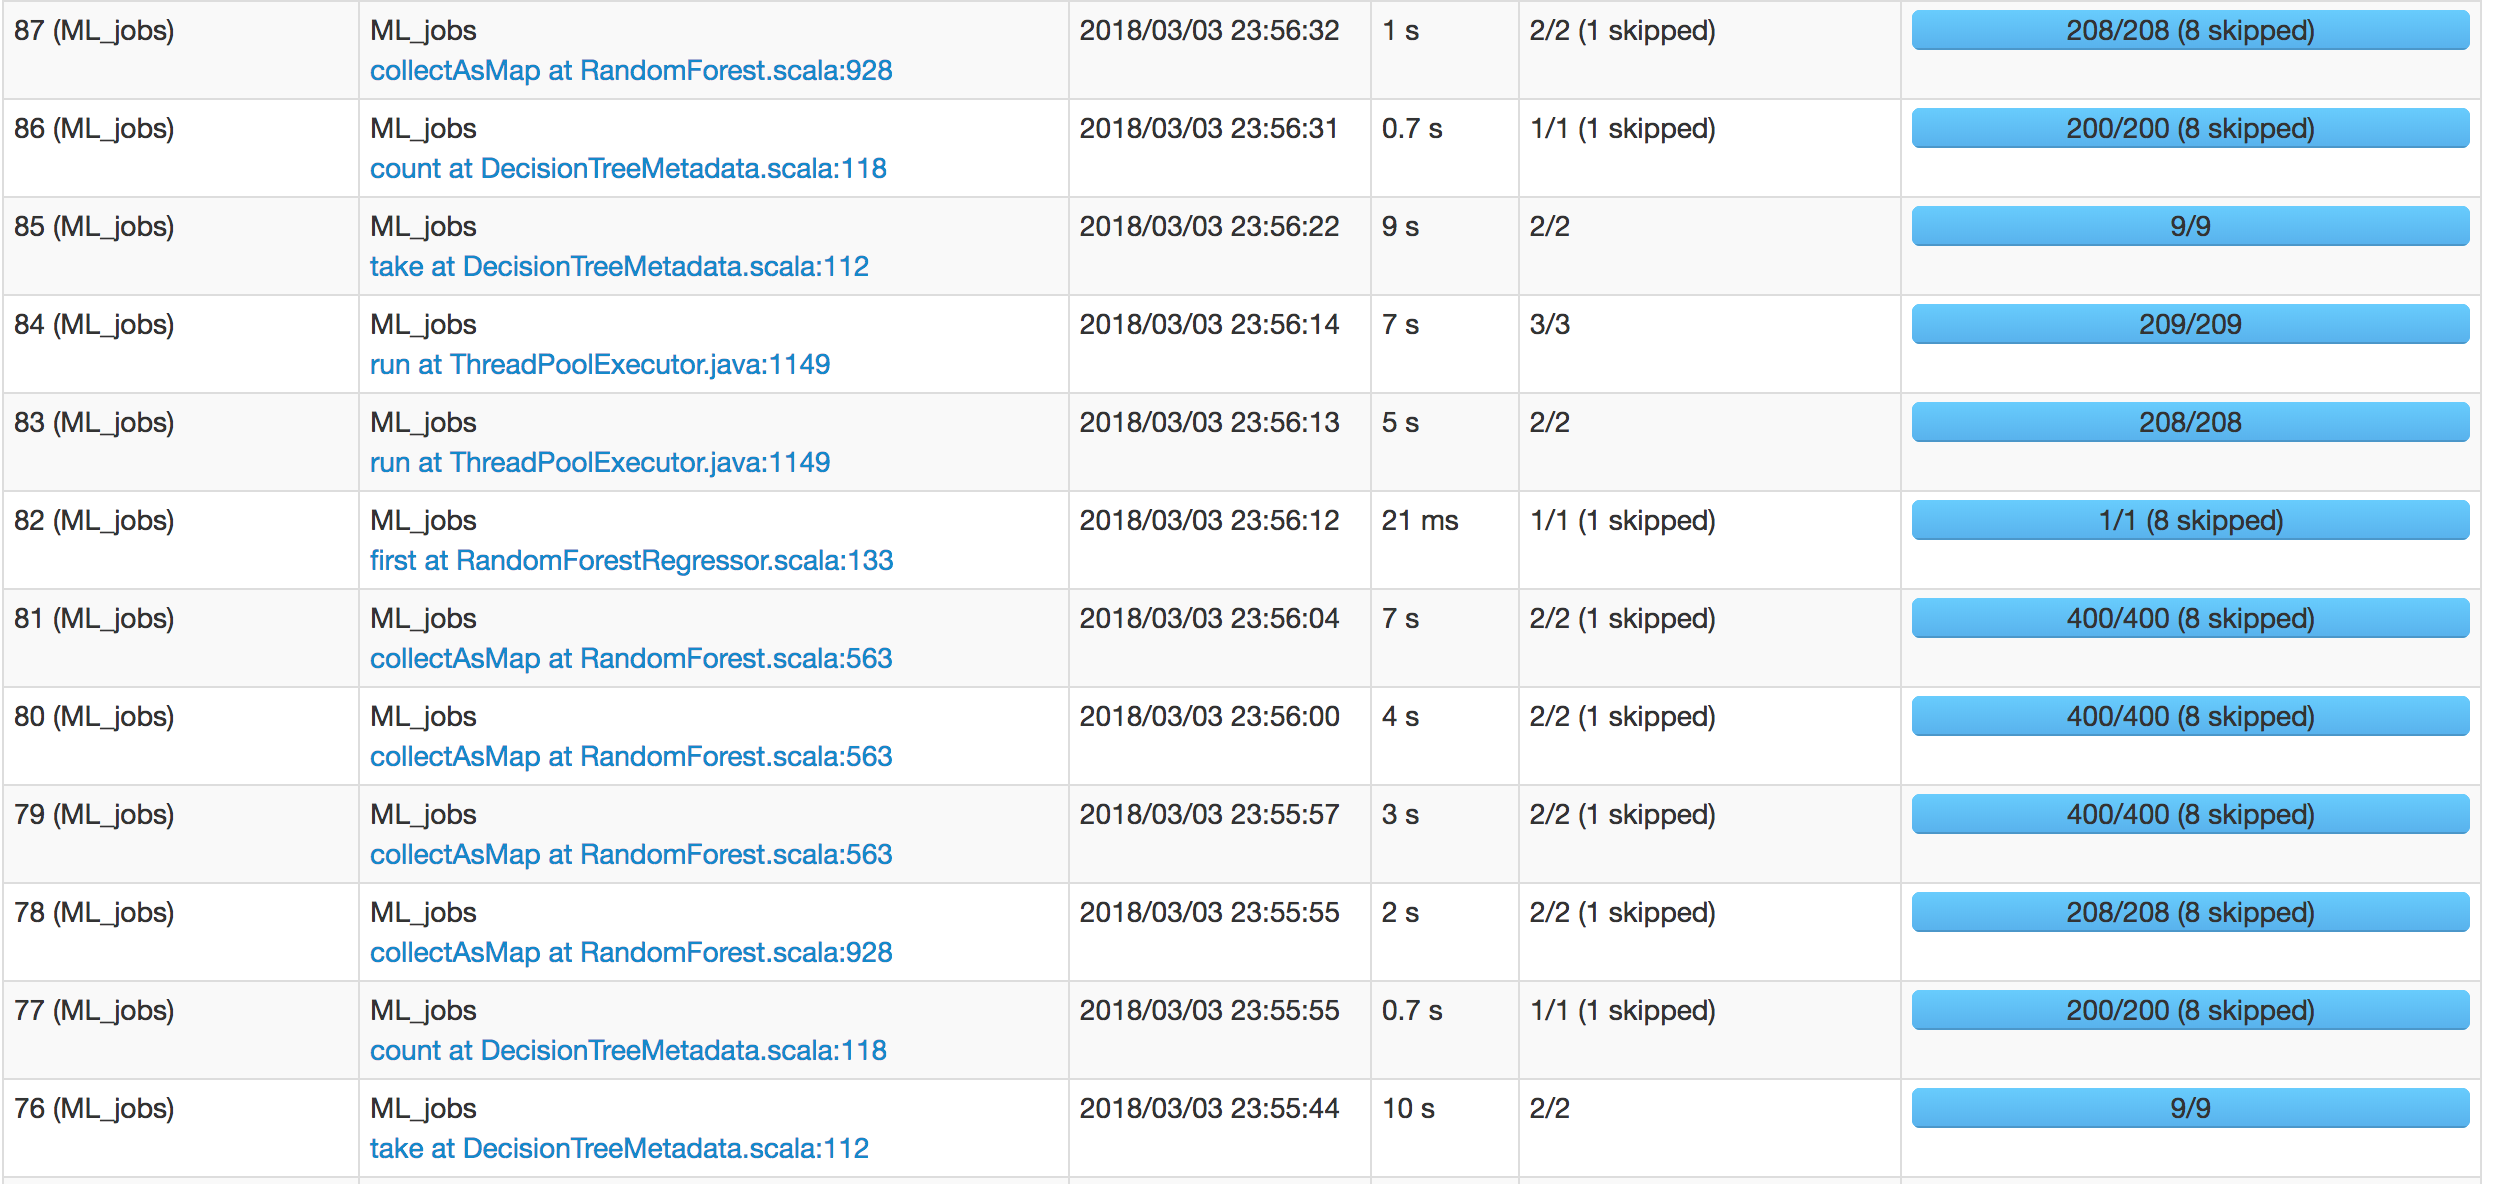 87 (ML_jobs) ML_jobs 2018/03/03 23:56:32 1 s 2/2 (1 skipped) 208/208 (8 skipped)
collectAsMap at RandomForest.scala:928
86 (ML_jobs) ML_jobs 2018/03/03 23:56:31 0.7 s 1/1 (1 skipped) 200/200 (8 skipped)
count at DecisionTreeMetadata.scala:118
85 (ML_jobs) ML_jobs 2018/03/03 23:56:22 9 s 2/2 9/9
take at DecisionTreeMetadata.scala:112
84 (ML_jobs) ML_jobs 2018/03/03 23:56:14 7 s 3/3 209/209
run at ThreadPoolExecutor.java:1149
83 (ML_jobs) ML_jobs 2018/03/03 23:56:13 5 s 2/2 208/208
run at ThreadPoolExecutor.java:1149
82 (ML_jobs) ML_jobs 2018/03/03 23:56:12 21 ms 1/1 (1 skipped) 1/1 (8 skipped)
first at RandomForestRegressor.scala:133
81 (ML_jobs) ML_jobs 2018/03/03 23:56:04 7 s 2/2 (1 skipped) 400/400 (8 skipped)
collectAsMap at RandomForest.scala:563
80 (ML_jobs) ML_jobs 2018/03/03 23:56:00 4 s 2/2 (1 skipped) 400/400 (8 skipped)
collectAsMap at RandomForest.scala:563
79 (ML_jobs) ML_jobs 2018/03/03 23:55:57 3 s 2/2 (1 skipped) 400/400 (8 skipped)
collectAsMap at RandomForest.scala:563
78 (ML_jobs) ML_jobs 2018/03/03 23:55:55 2 s 2/2 (1 skipped) 208/208 (8 skipped)
collectAsMap at RandomForest.scala:928
77 (ML_jobs) ML_jobs 2018/03/03 23:55:55 0.7 s 1/1 (1 skipped) 200/200 (8 skipped)
count at DecisionTreeMetadata.scala:118
76 (ML_jobs) ML_jobs 2018/03/03 23:55:44 10 s 2/2 9/9
take at DecisionTreeMetadata.scala:112